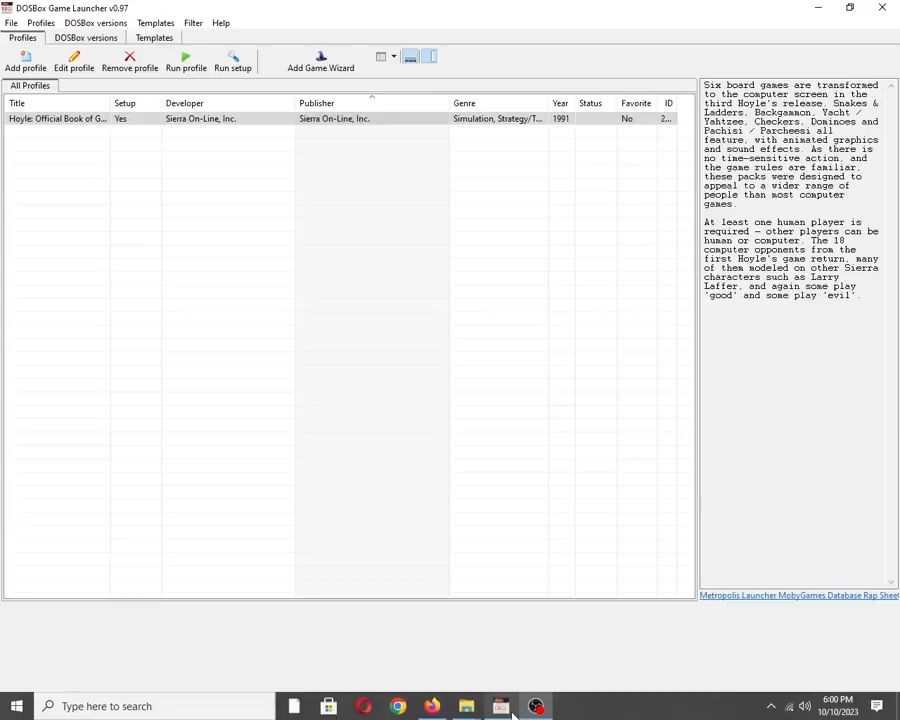 DOSBox Game Launcher v0.97
File Profiles DOSBox versions Templates Filter Help
Profiles DOSBox versions Templates
Add profile Edit profile Remove profile Run profile Run setup Add Game Wizard
All Profiles
Title Setup Developer Publisher Genre Year Status Favorite ID
Hoyle: Official Book of G... Yes Sierra On-Line, Inc. Sierra On-Line, Inc. Simulation, Strategy/T... 1991 No 2...
Six board games are transformed
to the computer screen in the
third Hoyle's release. Snakes &
Ladders, Backgammon, Yacht /
Yahtzee, Checkers, Dominoes and
Pachisi / Parcheesi all
feature, with animated graphics
and sound effects. As there is
no time-sensitive action, and
the game rules are familiar,
these packs were designed to
appeal to a wider range of
people than most computer
games.
At least one human player is
required - other players can be
human or computer. The 18
computer opponents from the
first Hoyle's game return, many
of them modeled on other Sierra
characters such as Larry
Laffer, and again some play
'good' and some play 'evil'.
Metropolis Launcher MobyGames Database Rap Sheet
Type here to search
6:00 PM
10/10/2023